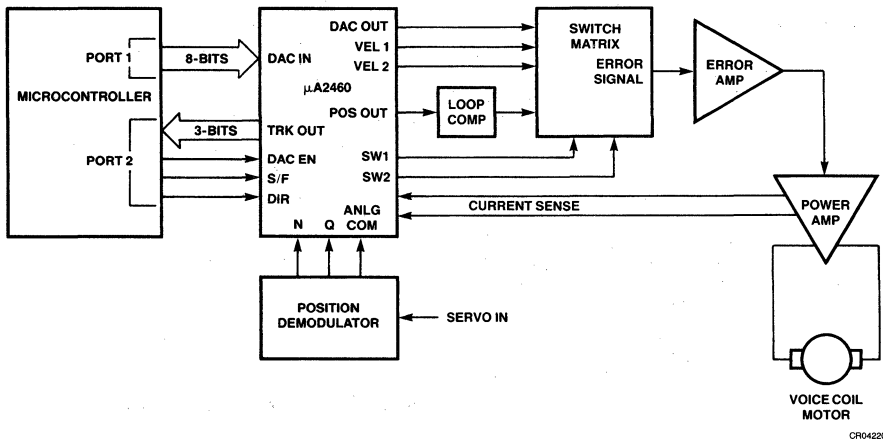 MICROCONTROLLER
PORT 1
PORT 2
8-BITS
3-BITS
DAC IN
μA2460
TRK OUT
DAC EN
S/F
DIR
N
Q
ANLG
COM
DAC OUT
VEL 1
VEL 2
POS OUT
SW1
SW2
LOOP
COMP
SWITCH
MATRIX
ERROR
SIGNAL
ERROR
AMP
CURRENT SENSE
POWER
AMP
POSITION
DEMODULATOR
SERVO IN
VOICE COIL
MOTOR